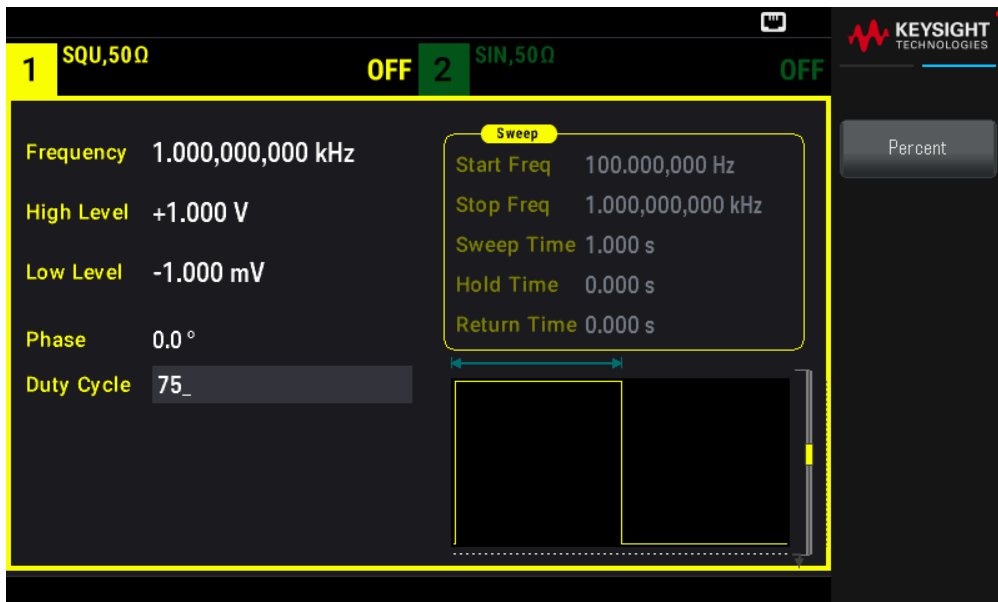 KEYSIGHT
TECHNOLOGIES
1 SQU,50Ω OFF 2 SIN,50Ω OFF
Frequency 1.000,000,000 kHz
High Level +1.000 V
Low Level -1.000 mV
Phase 0.0 °
Duty Cycle 75_
Sweep
Start Freq 100.000,000 Hz
Stop Freq 1.000,000,000 kHz
Sweep Time 1.000 s
Hold Time 0.000 s
Return Time 0.000 s
Percent